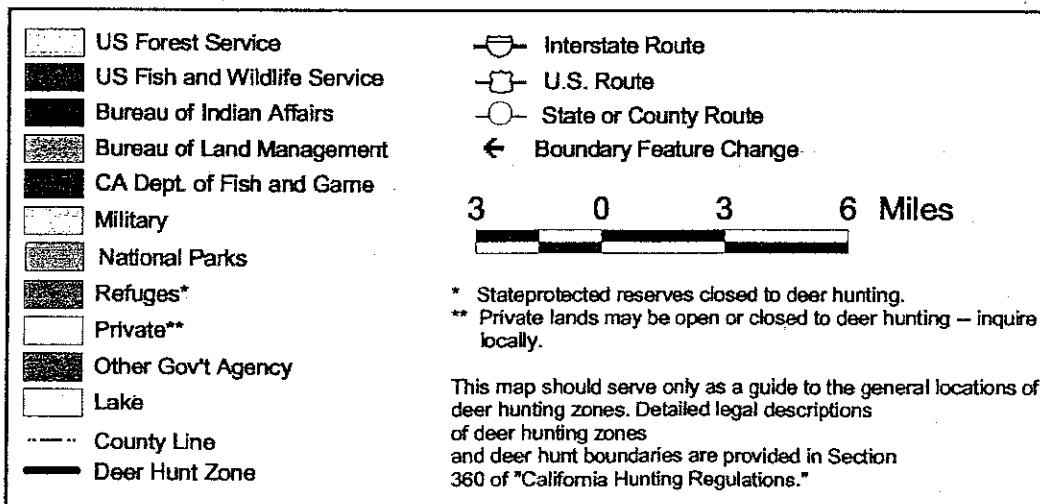 US Forest Service
US Fish and Wildlife Service
Bureau of Indian Affairs
Bureau of Land Management
CA Dept. of Fish and Game
Military
National Parks
Refuges*
Private**
Other Gov't Agency
Lake
County Line
Deer Hunt Zone
Interstate Route
U.S. Route
State or County Route
Boundary Feature Change
3 0 3 6 Miles
* Stateprotected reserves closed to deer hunting.
** Private lands may be open or closed to deer hunting – inquire
locally.
This map should serve only as a guide to the general locations of
deer hunting zones. Detailed legal descriptions
of deer hunting zones
and deer hunt boundaries are provided in Section
360 of "California Hunting Regulations."